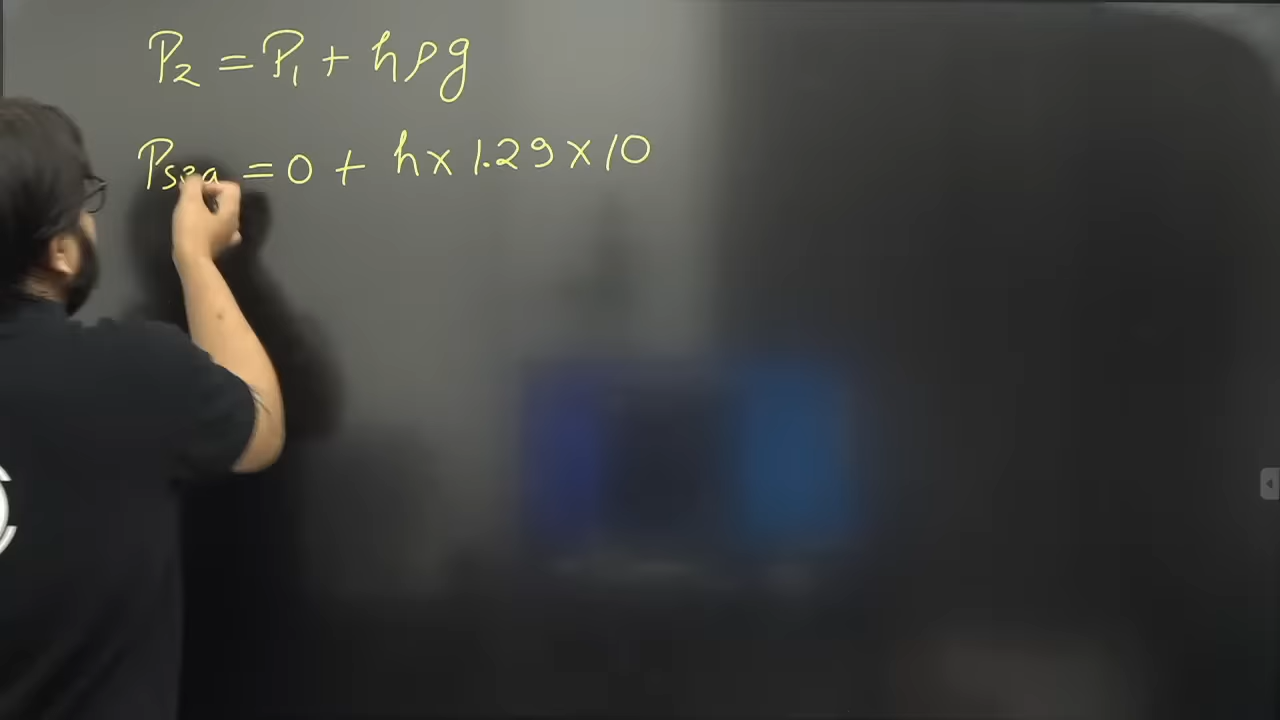 P₂ = P₁ + hρg
Psea = 0 + h × 1.29 × 10